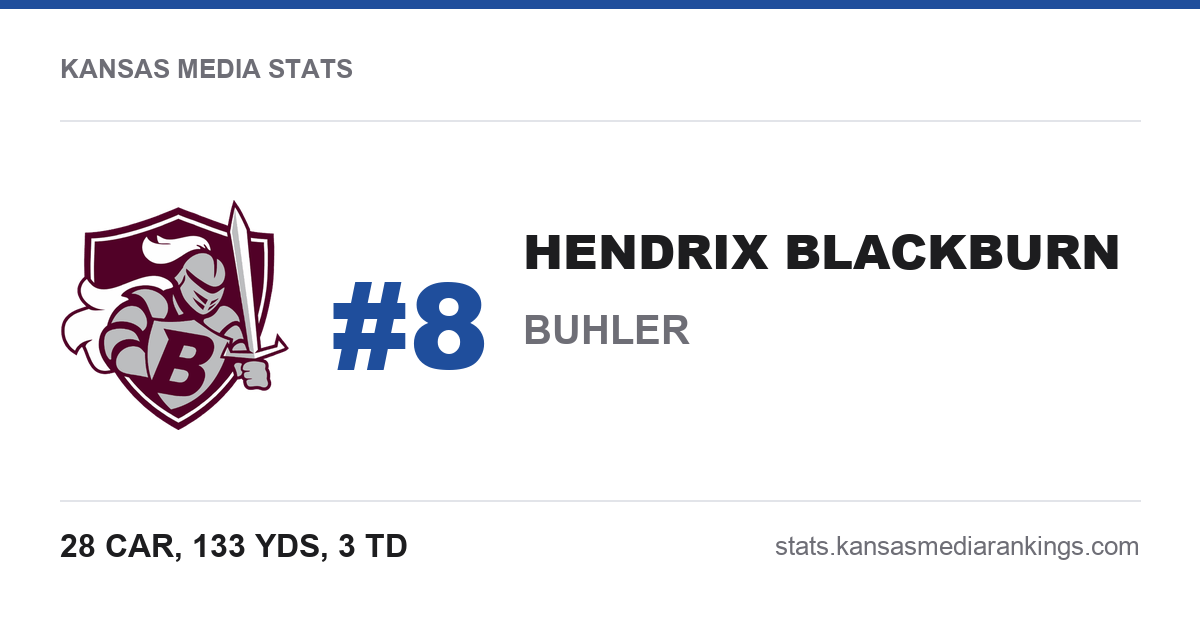 KANSAS MEDIA STATS
B
#8
HENDRIX BLACKBURN
BUHLER
28 CAR, 133 YDS, 3 TD
stats.kansasmediarankings.com